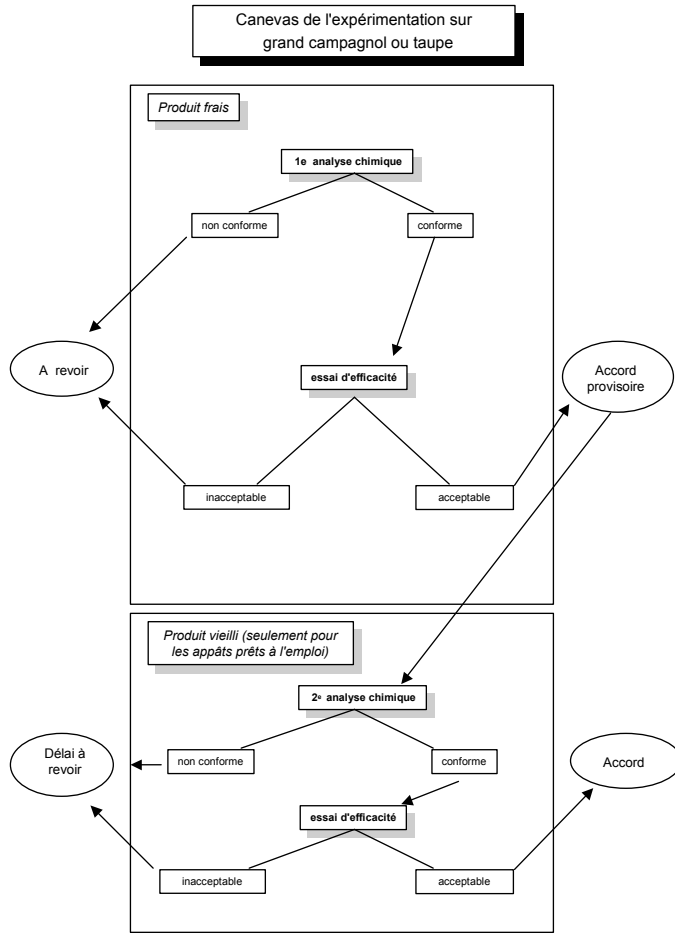 Canevas de l'expérimentation sur
grand campagnol ou taupe
Produit frais
1e analyse chimique
non conforme
conforme
A revoir
essai d'efficacité
Accord
provisoire
inacceptable
acceptable
Produit vieilli (seulement pour
les appâts prêts à l'emploi)
2e analyse chimique
Délai à
revoir
non conforme
conforme
Accord
essai d'efficacité
inacceptable
acceptable